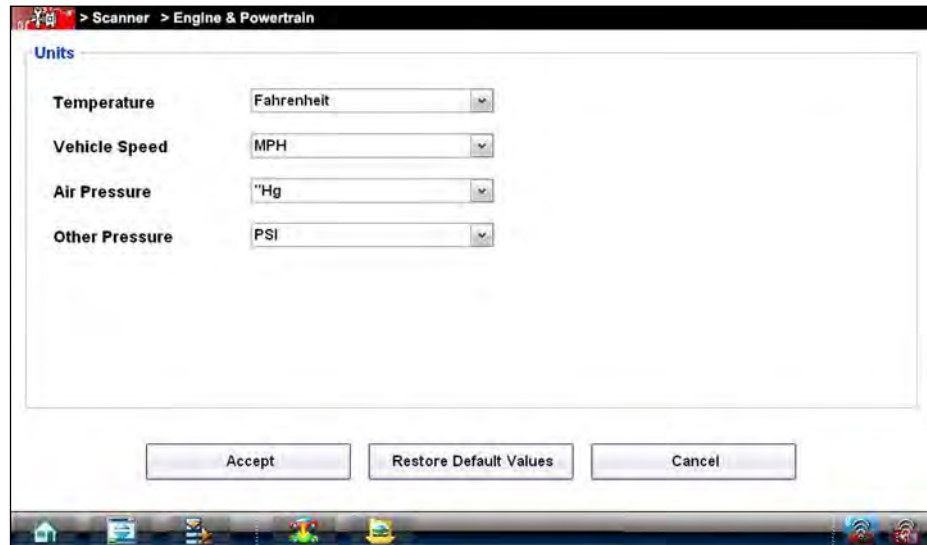 > Scanner > Engine & Powertrain
Units
Temperature Fahrenheit
Vehicle Speed MPH
Air Pressure "Hg
Other Pressure PSI
Accept Restore Default Values Cancel